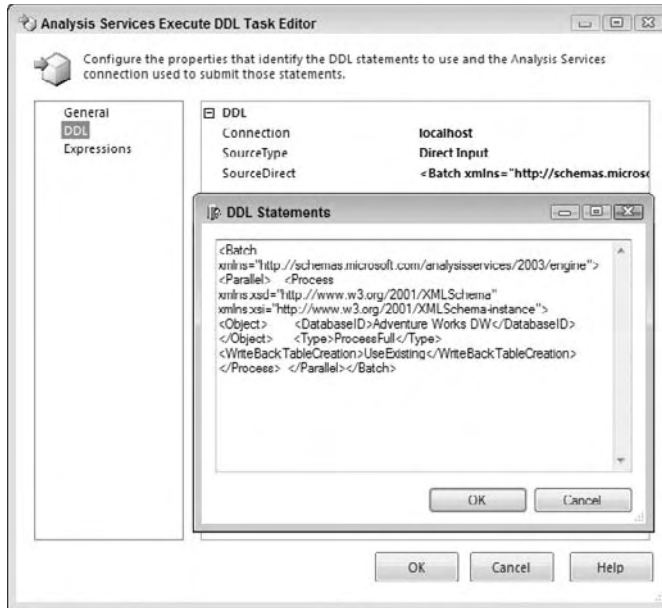 Analysis Services Execute DDL Task Editor
Configure the properties that identify the DDL statements to use and the Analysis Services
connection used to submit those statements.
General
DDL
Expressions
DDL
Connection localhost
SourceType Direct Input
SourceDirect <Batch xmlns="http://schemas.microso
DDL Statements
<Batch
xmlns="http://schemas.microsoft.com/analysisservices/2003/engine">
<Parallel> <Process
xmlns:xsd="http://www.w3.org/2001/XMLSchema"
xmlns:xsi="http://www.w3.org/2001/XMLSchema-instance">
<Object> <DatabaseID>Adventure Works DW</DatabaseID>
</Object> <Type>ProcessFull</Type>
<WriteBackTableCreation>UseExisting</WriteBackTableCreation>
</Process> </Parallel></Batch>
OK Cancel
OK Cancel Help